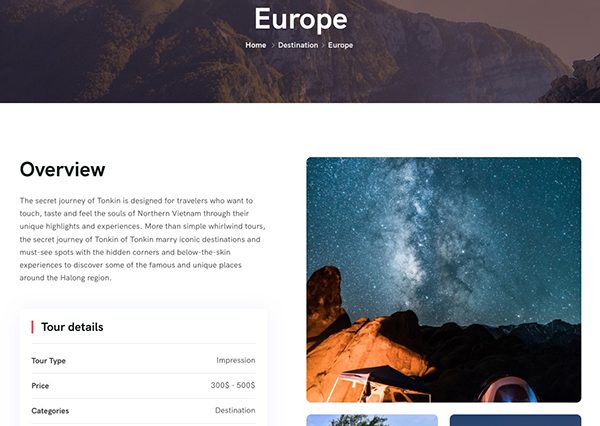 Europe
Home > Destination > Europe
Overview
The secret journey of Tonkin is designed for travelers who want to
touch, taste and feel the souls of Northern Vietnam through their
unique highlights and experiences. More than simple whirlwind tours,
the secret journey of Tonkin of Tonkin marry iconic destinations and
must-see spots with the hidden corners and below-the-skin
experiences to discover some of the famous and unique places
around the Halong region.
Tour details
Tour Type Impression
Price 300$ - 500$
Categories Destination